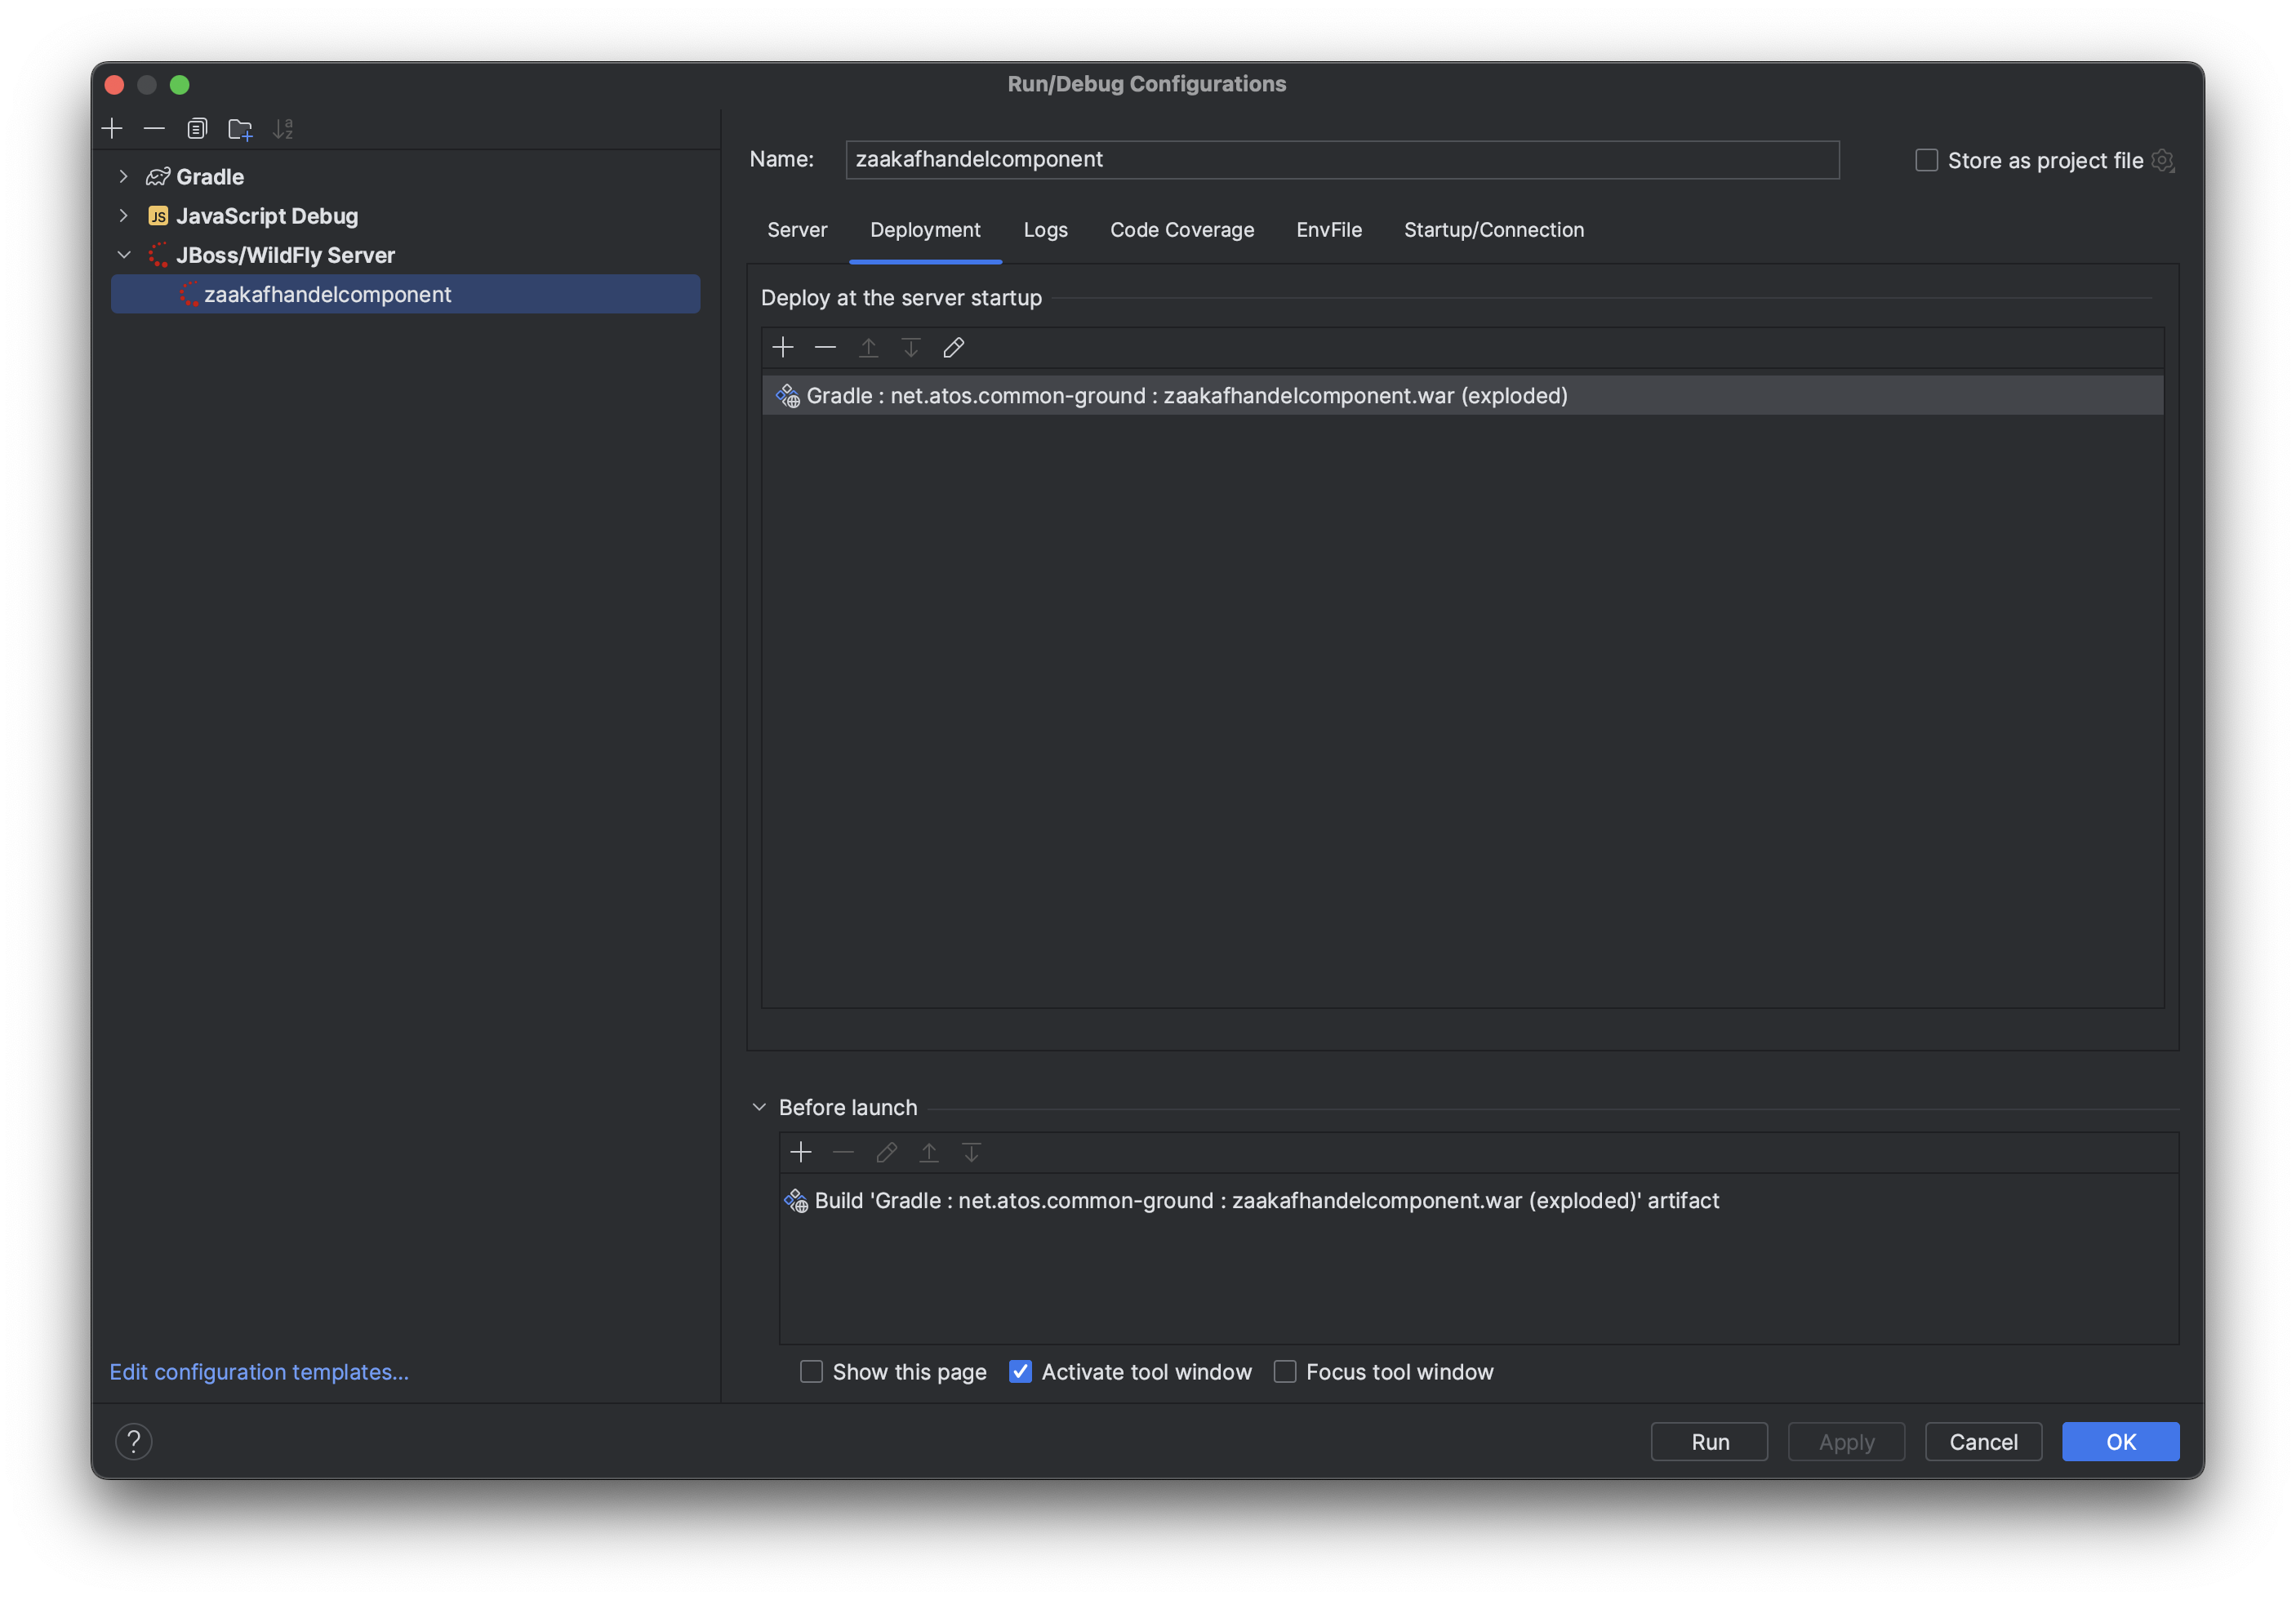 Run/Debug Configurations
Name: zaakafhandelcomponent
Store as project file
Gradle
JS JavaScript Debug
JBoss/WildFly Server
zaakafhandelcomponent
Server Deployment Logs Code Coverage EnvFile Startup/Connection
Deploy at the server startup
Gradle : net.atos.common-ground : zaakafhandelcomponent.war (exploded)
Before launch
Build 'Gradle : net.atos.common-ground : zaakafhandelcomponent.war (exploded)' artifact
Edit configuration templates...
Show this page Activate tool window Focus tool window
? Run Apply Cancel OK